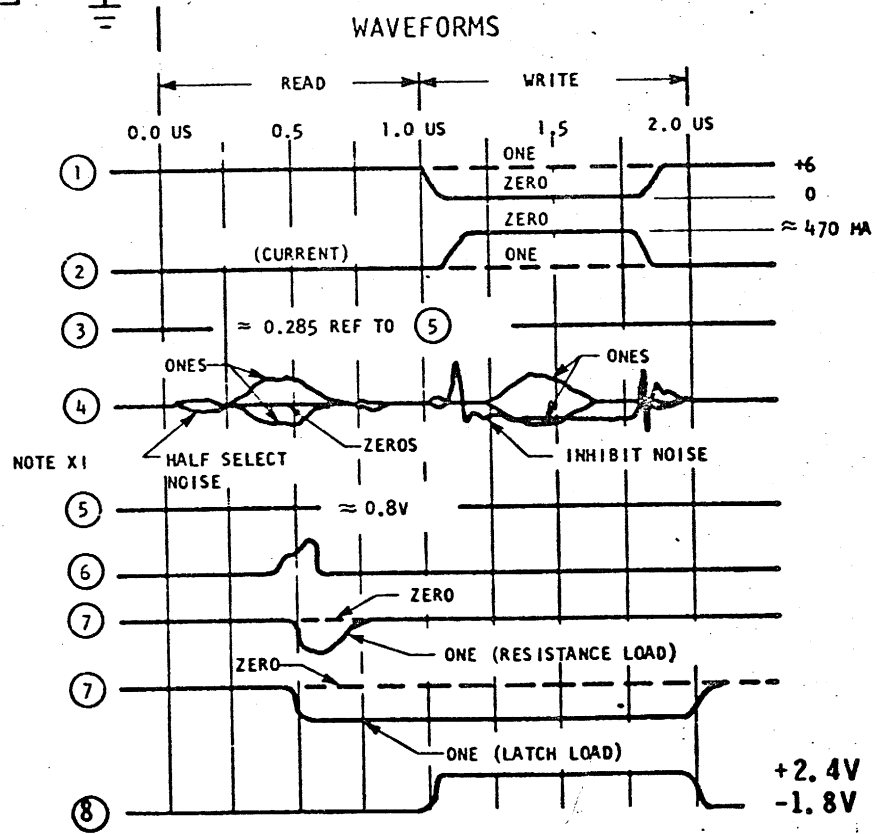 WAVEFORMS
READ WRITE
0.0 US 0.5 1.0 US 1.5 2.0 US
1 ONE +6
ZERO 0
ZERO ≈ 470 MA
2 (CURRENT) ONE
3 ≈ 0.285 REF TO 5
ONES ONES
4
ZEROS
NOTE X1 HALF SELECT INHIBIT NOISE
NOISE
5 ≈ 0.8V
6
ZERO
7
ONE (RESISTANCE LOAD)
ZERO
7
ONE (LATCH LOAD)
+2.4V
8 -1.8V